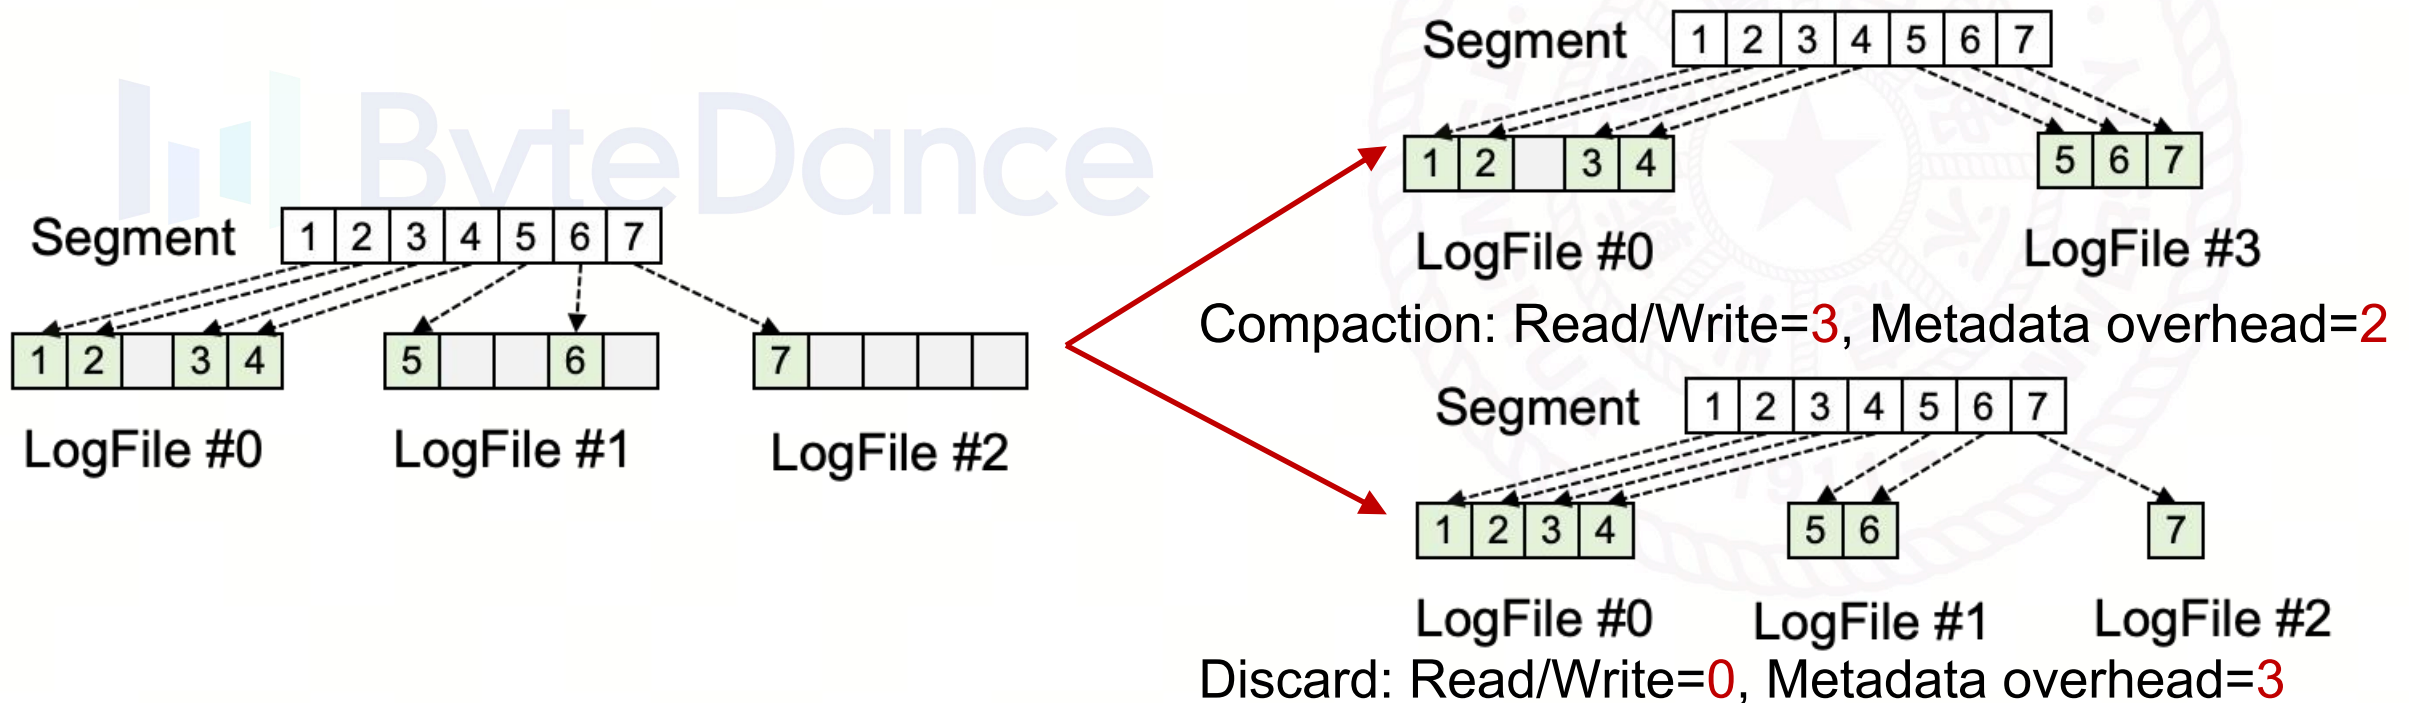 ByteDance
Segment 1 2 3 4 5 6 7
1 2 3 4
5 6
7
LogFile #0
LogFile #1
LogFile #2
Segment 1 2 3 4 5 6 7
1 2 3 4
5 6 7
LogFile #0
LogFile #3
Compaction: Read/Write=3, Metadata overhead=2
Segment 1 2 3 4 5 6 7
1 2 3 4
5 6
7
LogFile #0
LogFile #1
LogFile #2
Discard: Read/Write=0, Metadata overhead=3